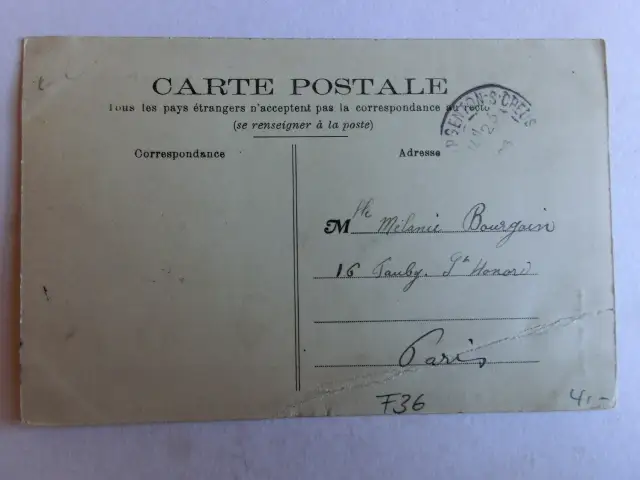 CARTE POSTALE
Tous les pays étrangers n'acceptent pas la correspondance au recto
(se renseigner à la poste)
Correspondance
Adresse
Mlle Mélanie Bourgoin
16 Faubg. St Honoré
Paris
F36
4,-